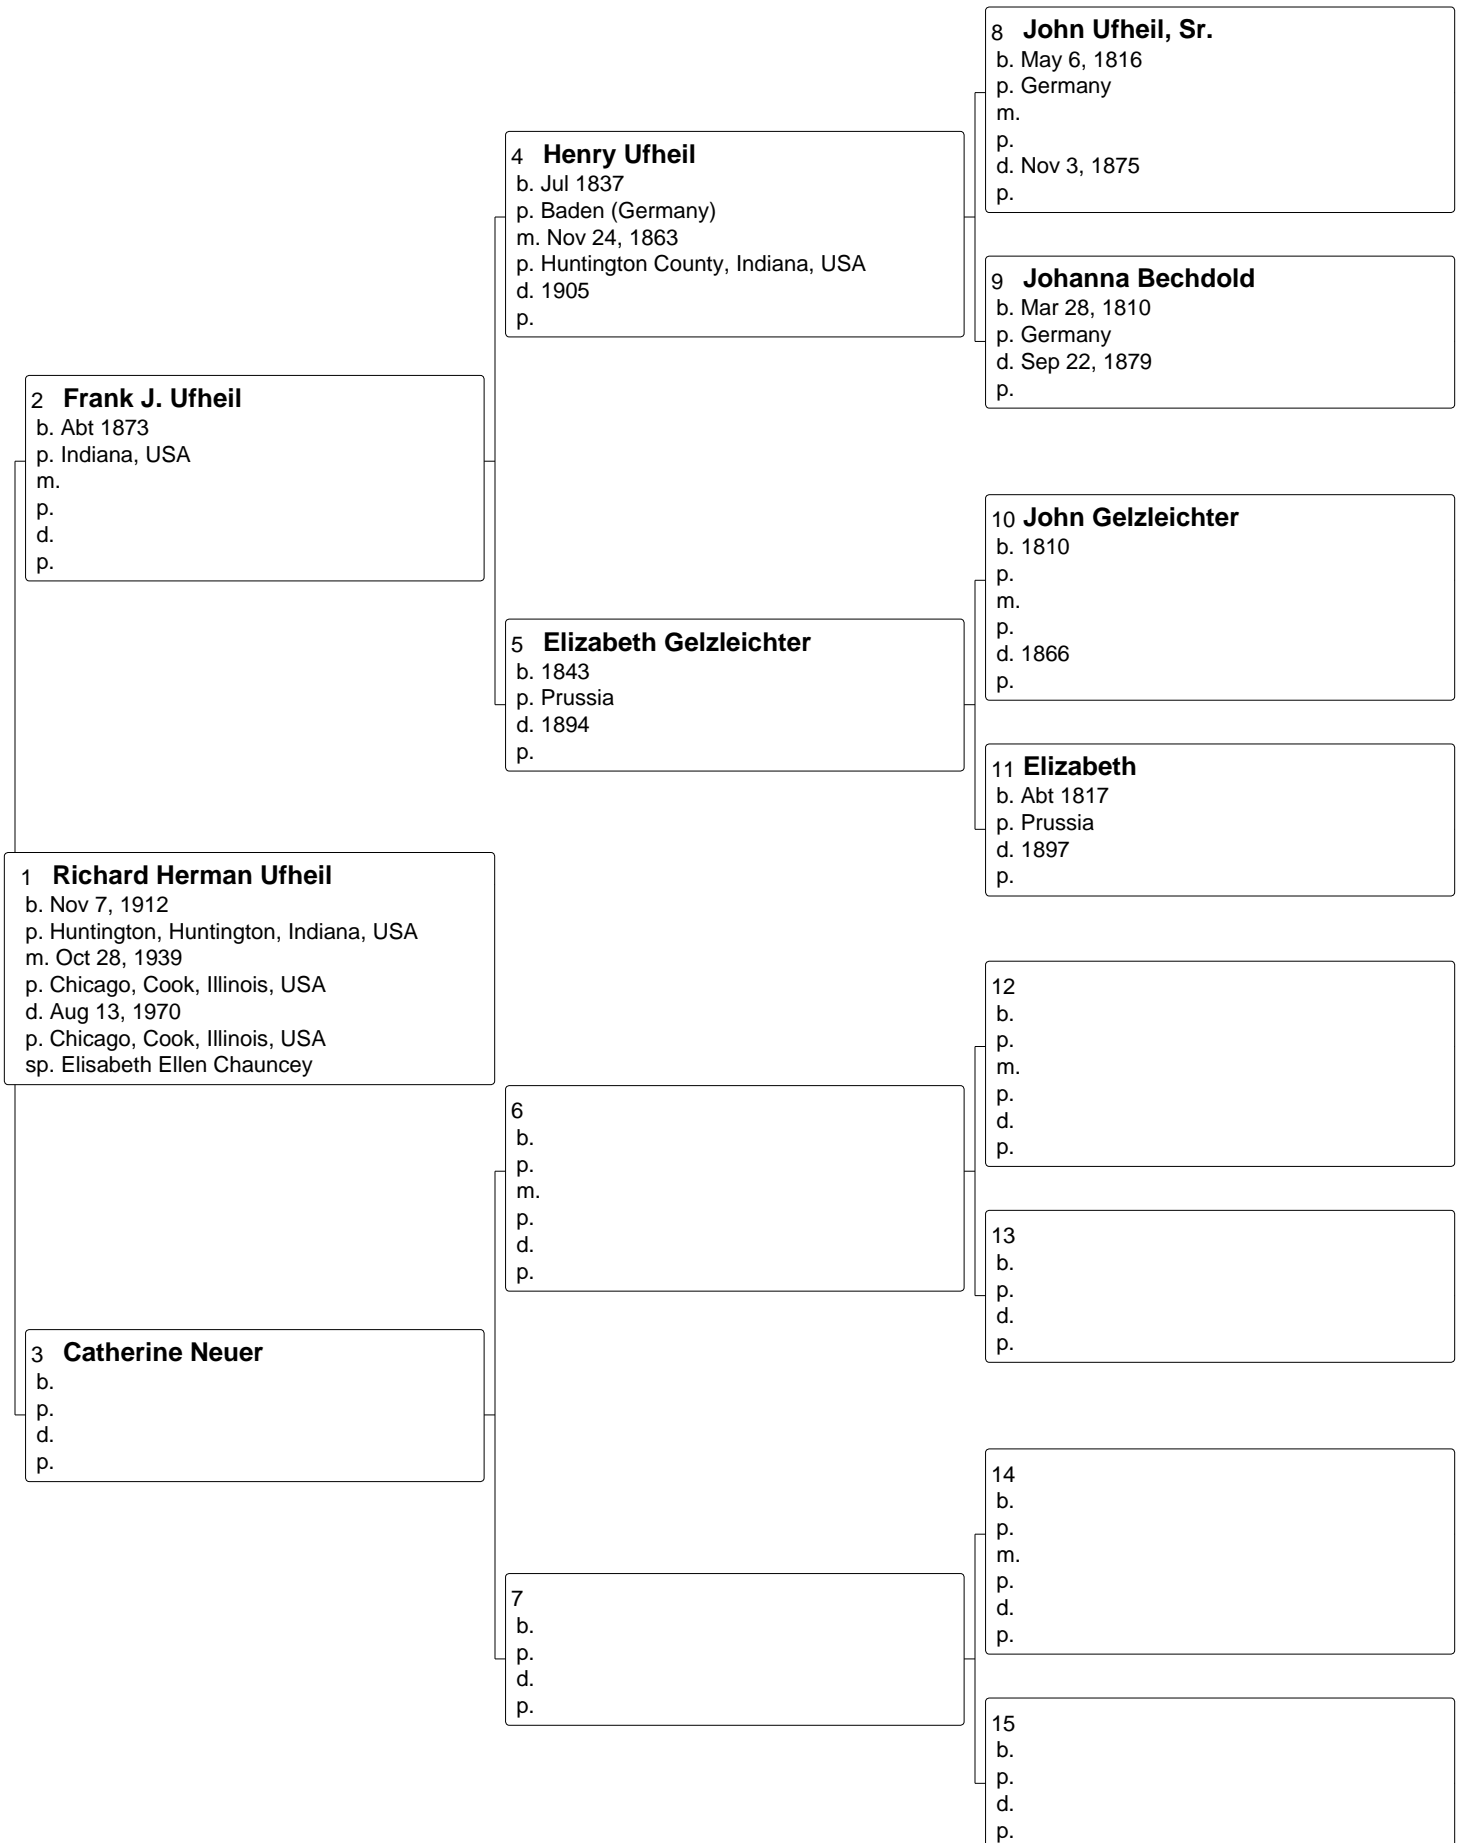 8 John Ufheil, Sr.
b. May 6, 1816
p. Germany
m.
p.
d. Nov 3, 1875
p.
4 Henry Ufheil
b. Jul 1837
p. Baden (Germany)
m. Nov 24, 1863
p. Huntington County, Indiana, USA
d. 1905
p.
9 Johanna Bechdold
b. Mar 28, 1810
p. Germany
d. Sep 22, 1879
p.
2 Frank J. Ufheil
b. Abt 1873
p. Indiana, USA
m.
p.
d.
p.
10 John Gelzleichter
b. 1810
p.
m.
p.
d. 1866
p.
5 Elizabeth Gelzleichter
b. 1843
p. Prussia
d. 1894
p.
11 Elizabeth
b. Abt 1817
p. Prussia
d. 1897
p.
1 Richard Herman Ufheil
b. Nov 7, 1912
p. Huntington, Huntington, Indiana, USA
m. Oct 28, 1939
p. Chicago, Cook, Illinois, USA
d. Aug 13, 1970
p. Chicago, Cook, Illinois, USA
sp. Elisabeth Ellen Chauncey
12
b.
p.
m.
p.
d.
p.
6
b.
p.
m.
p.
d.
p.
13
b.
p.
d.
p.
3 Catherine Neuer
b.
p.
d.
p.
14
b.
p.
m.
p.
d.
p.
7
b.
p.
d.
p.
15
b.
p.
d.
p.